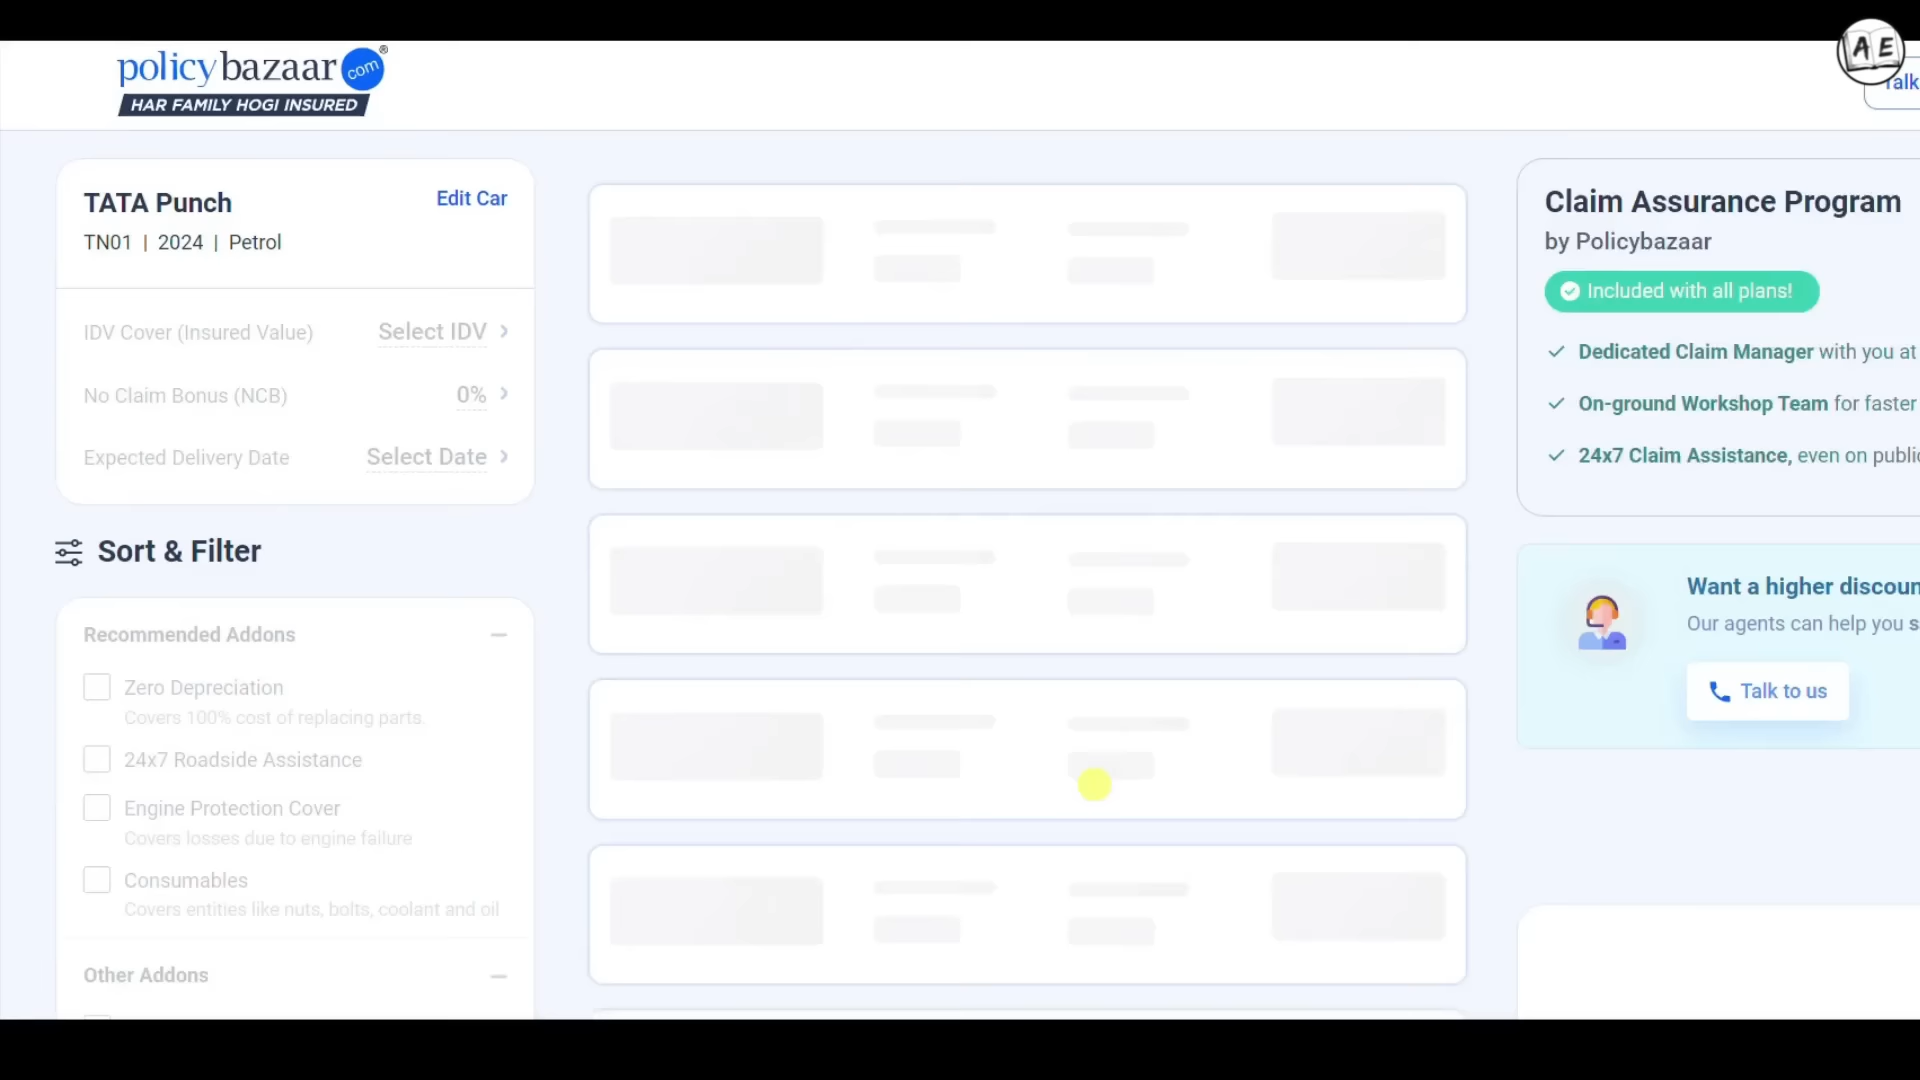 policybazaar com ®
HAR FAMILY HOGI INSURED
AE
Talk
TATA Punch
Edit Car
TN01 | 2024 | Petrol
IDV Cover (Insured Value) Select IDV
No Claim Bonus (NCB) 0%
Expected Delivery Date Select Date
Sort & Filter
Recommended Addons
Zero Depreciation
Covers 100% cost of replacing parts.
24x7 Roadside Assistance
Engine Protection Cover
Covers losses due to engine failure
Consumables
Covers entities like nuts, bolts, coolant and oil
Other Addons
Claim Assurance Program
by Policybazaar
Included with all plans!
Dedicated Claim Manager with you at
On-ground Workshop Team for faster
24x7 Claim Assistance, even on public
Want a higher discoun
Our agents can help you s
Talk to us